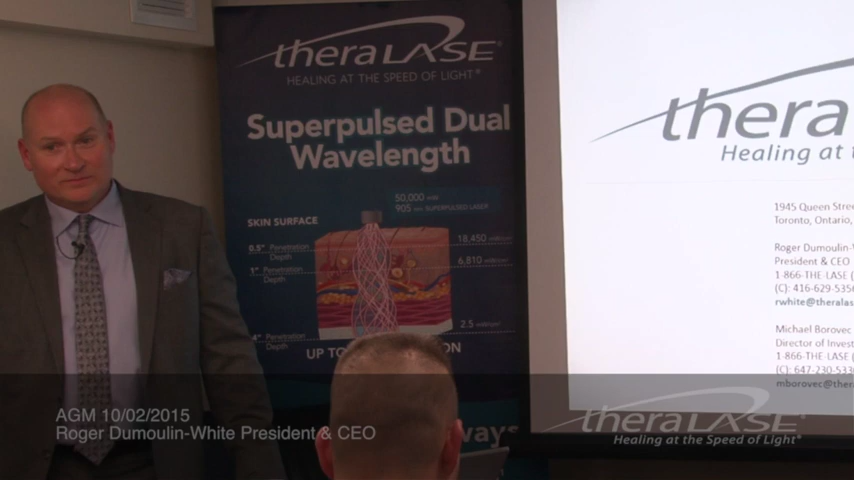 theraLASE®
HEALING AT THE SPEED OF LIGHT®
Superpulsed Dual
Wavelength
50,000
905 SUPERPULSED LASER
SKIN SURFACE
0.5" Penetration
Depth
18,450
1" Penetration
Depth
6,810
4" Penetration
Depth
2.5
UP TO
ON
ways
thera
Healing at
1945 Queen Stree
Toronto, Ontario,
Roger Dumoulin-
President & CEO
1-866-THE-LASE (
(C): 416-629-5356
rwhite@theralas
Michael Borovec
Director of Invest
1-866-THE-LASE (
(C): 647-230-533
mborovec@ther
AGM 10/02/2015
Roger Dumoulin-White President & CEO
theraLASE®
Healing at the Speed of Light®